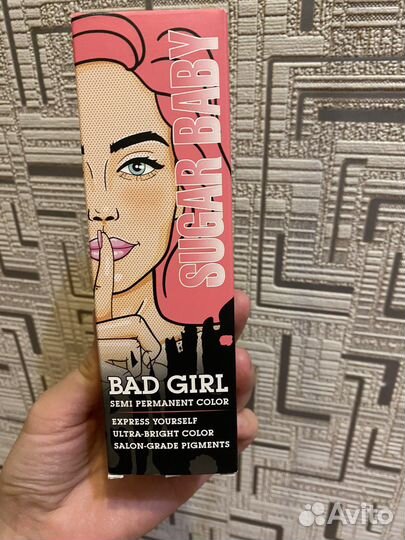 SUGAR BABY
BAD GIRL
SEMI PERMANENT COLOR
EXPRESS YOURSELF
ULTRA-BRIGHT COLOR
SALON-GRADE PIGMENTS
Avito